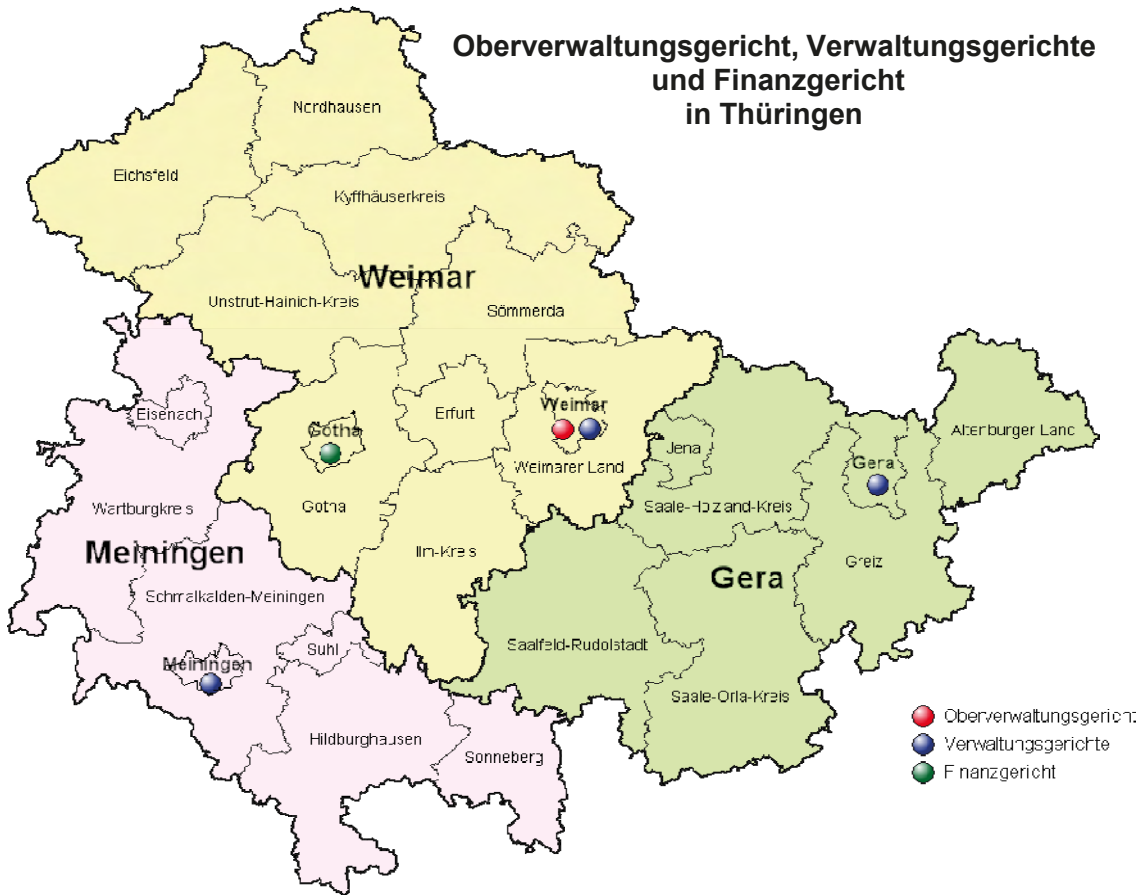 Oberverwaltungsgericht, Verwaltungsgerichte
und Finanzgericht
in Thüringen
Nordhausen
Eichsfeld
Kyffhäuserkreis
Weimar
Unstrut-Hainich-Kreis
Sömmerda
Eisenach
Gotha
Erfurt
Weimar
Weimarer Land
Jena
Gera
Altenburger Land
Wartburgkreis
Gotha
Saale-Holzland-Kreis
Meiningen
Ilm-Kreis
Gera
Greiz
Schmalkalden-Meiningen
Suhl
Saalfeld-Rudolstadt
Meiningen
Saale-Orla-Kreis
Hildburghausen
Sonneberg
Oberverwaltungsgericht
Verwaltungsgerichte
Finanzgericht